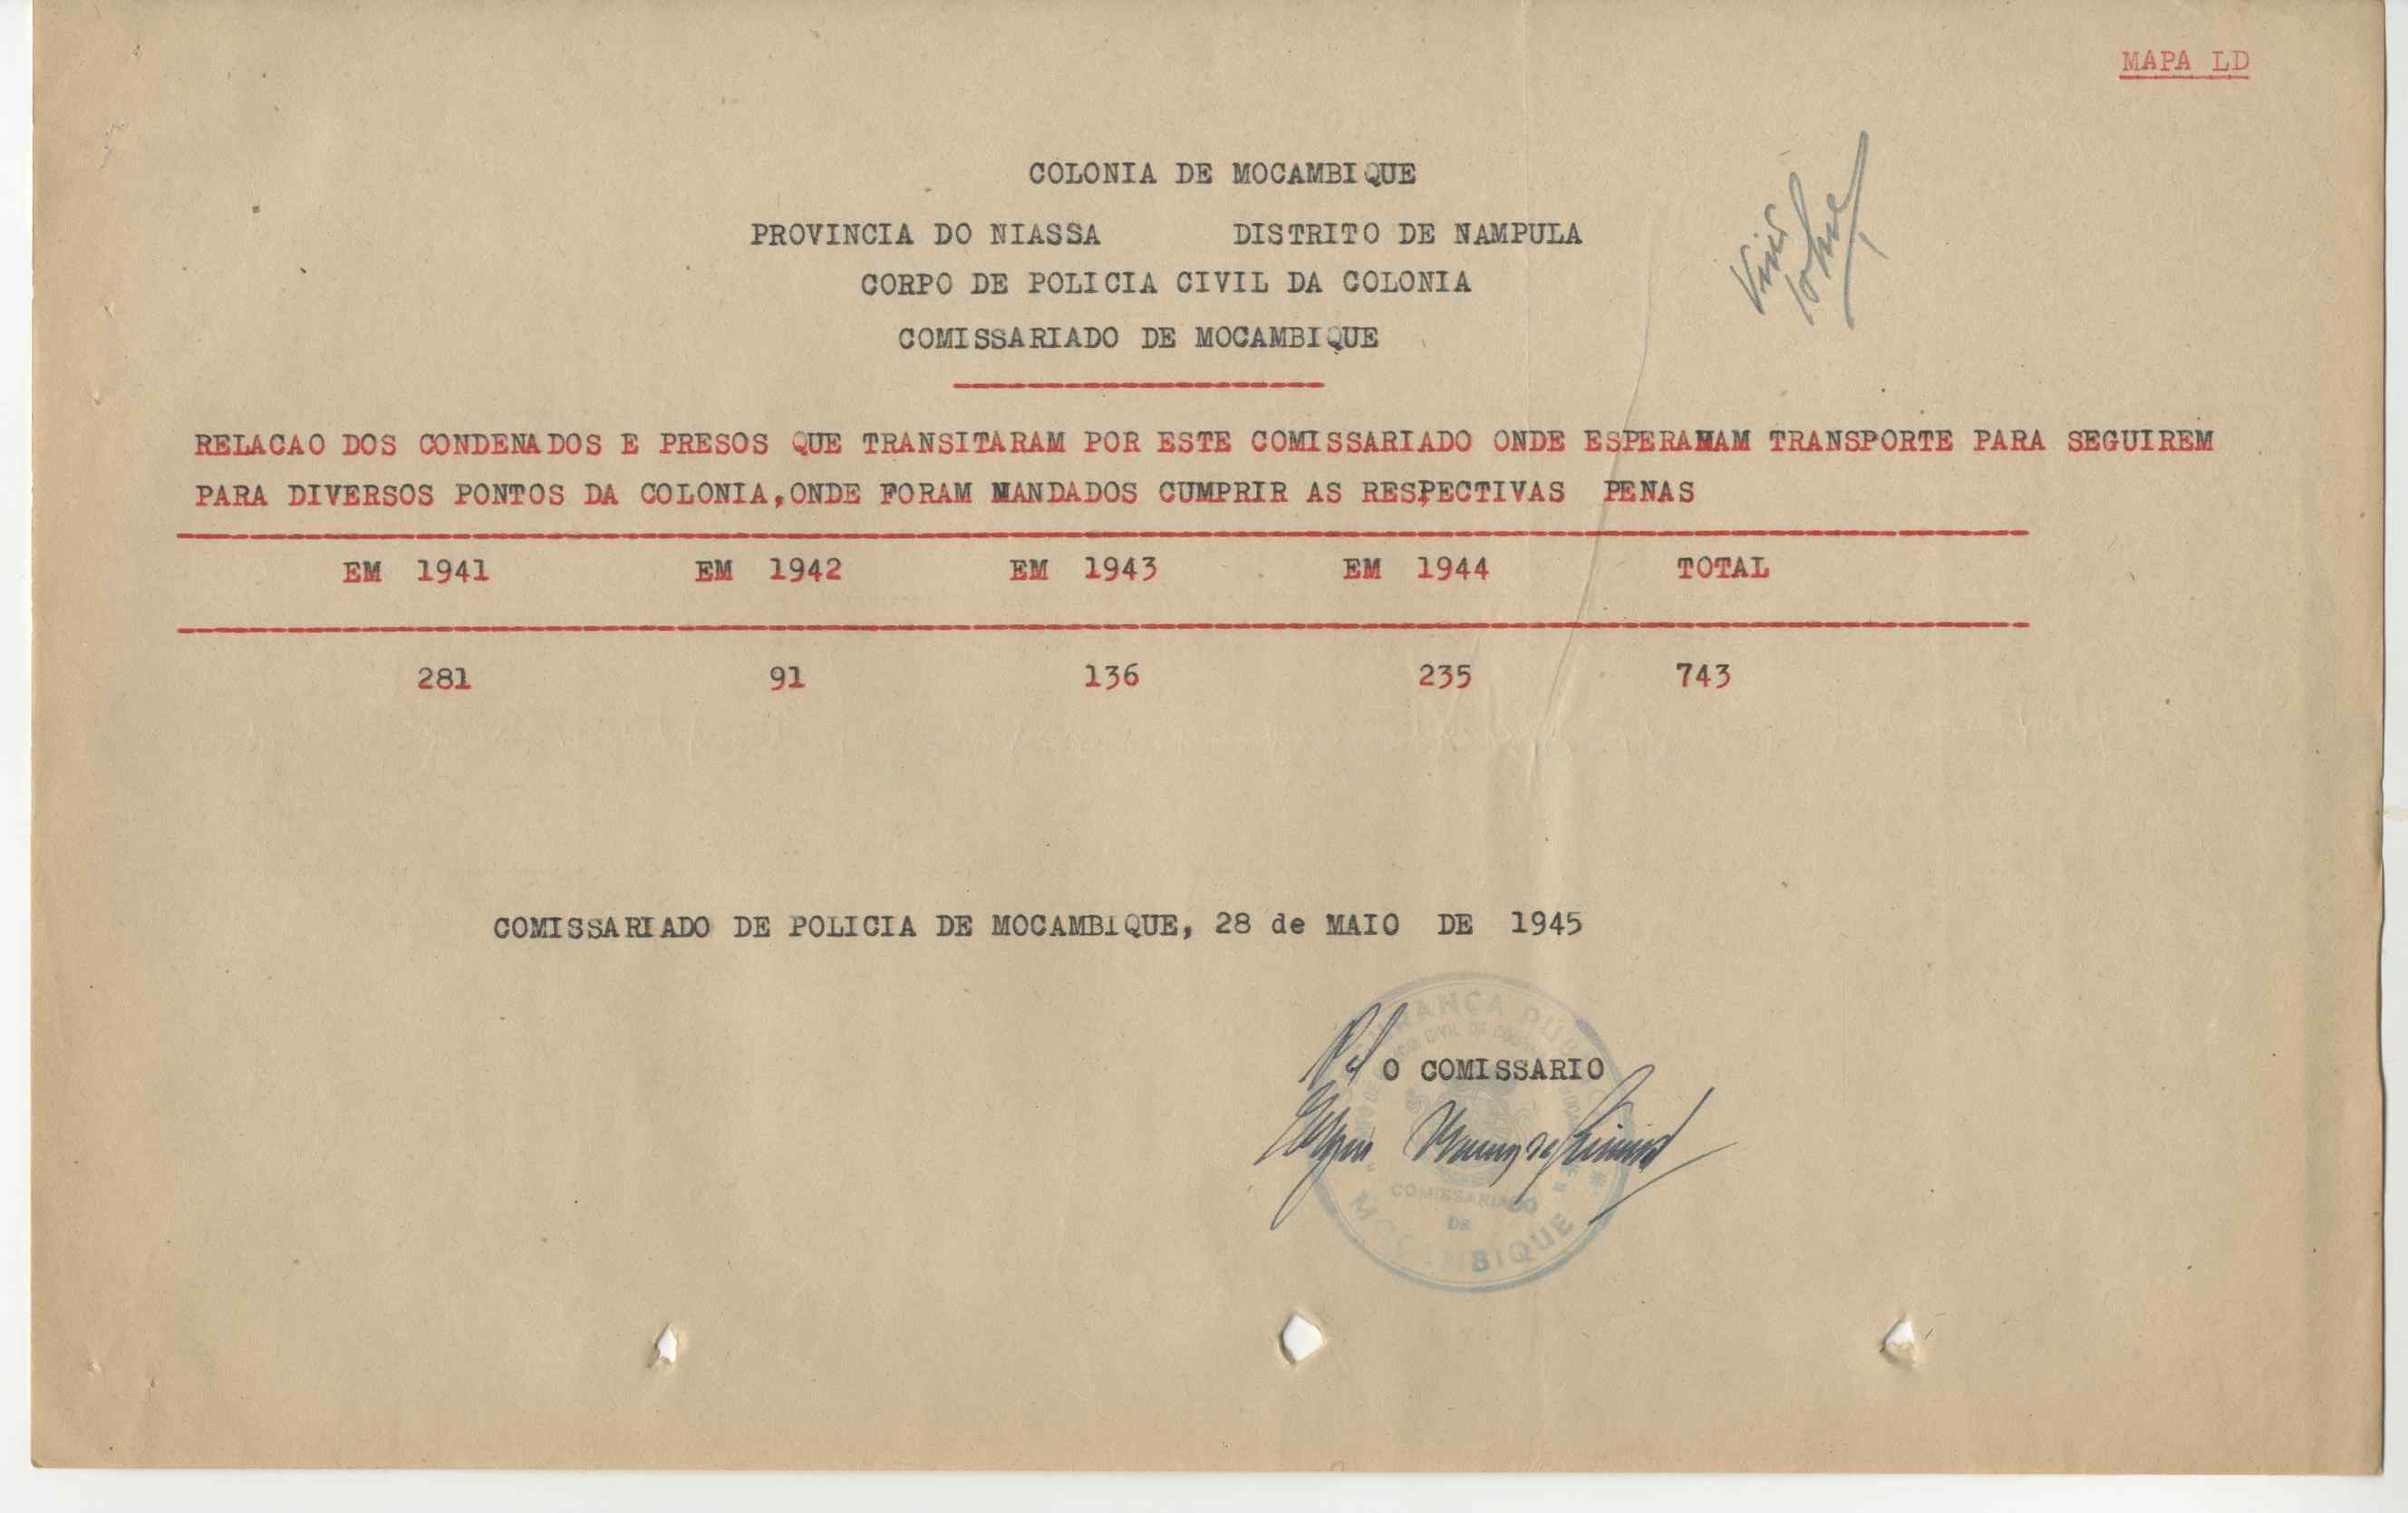 MAPA LD
COLONIA DE MOCAMBIQUE
PROVINCIA DO NIASSA DISTRITO DE NAMPULA
CORPO DE POLICIA CIVIL DA COLONIA
COMISSARIADO DE MOCAMBIQUE
RELACAO DOS CONDENADOS E PRESOS QUE TRANSITARAM POR ESTE COMISSARIADO ONDE TRANSPORTE PARA SEGUIREM
PARA DIVERSOS PONTOS DA COLONIA,ONDE FORAM MANDADOS CUMPRIR AS RESPECTIVAS PENAS
EM 1941 EM 1942 EM 1943 EM 1944 TOTAL
281 91 136 235 743
COMISSARIADO DE POLICIA DE MOCAMBIQUE, 28 de MAIO DE 1945
O COMISSARIO
COMISSARIADO
DE
MOÇAMBIQUE